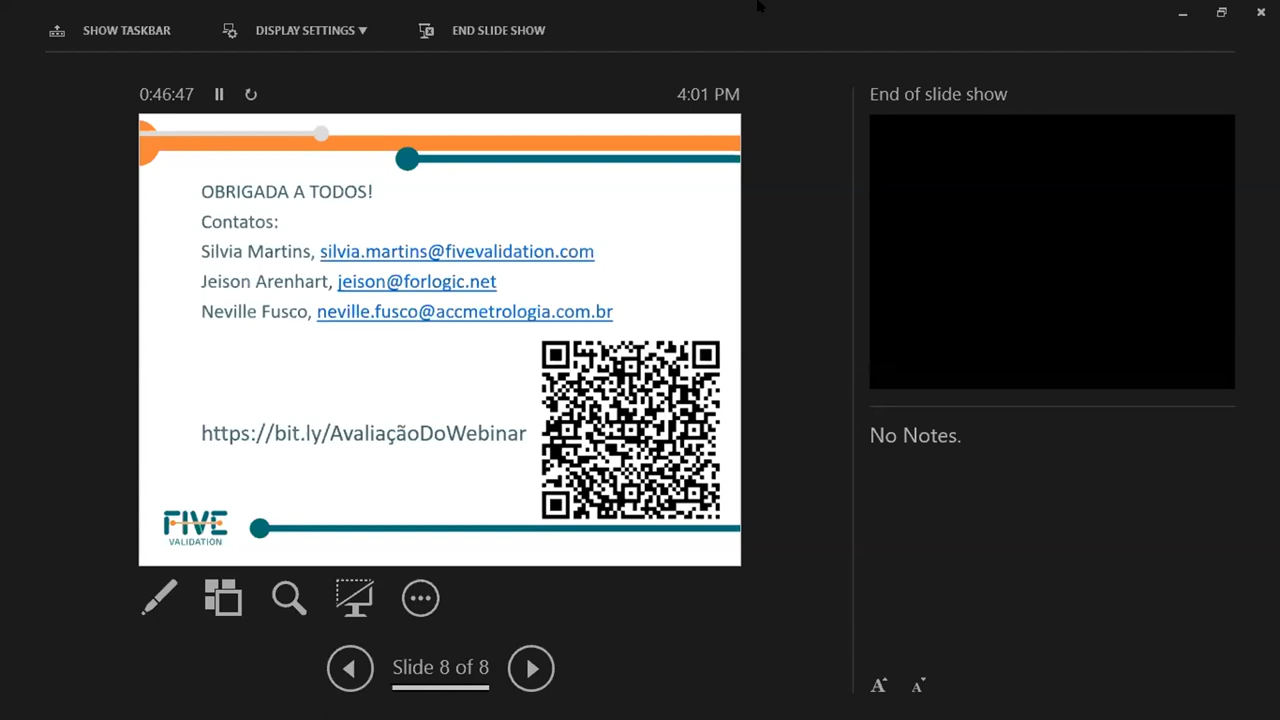 SHOW TASKBAR
DISPLAY SETTINGS ▼
END SLIDE SHOW
0:46:47
4:01 PM
End of slide show
OBRIGADA A TODOS!
Contatos:
Silvia Martins, silvia.martins@fivevalidation.com
Jeison Arenhart, jeison@forlogic.net
Neville Fusco, neville.fusco@accmetrologia.com.br
https://bit.ly/AvaliaçãoDoWebinar
FIVE
VALIDATION
No Notes.
Slide 8 of 8
A A